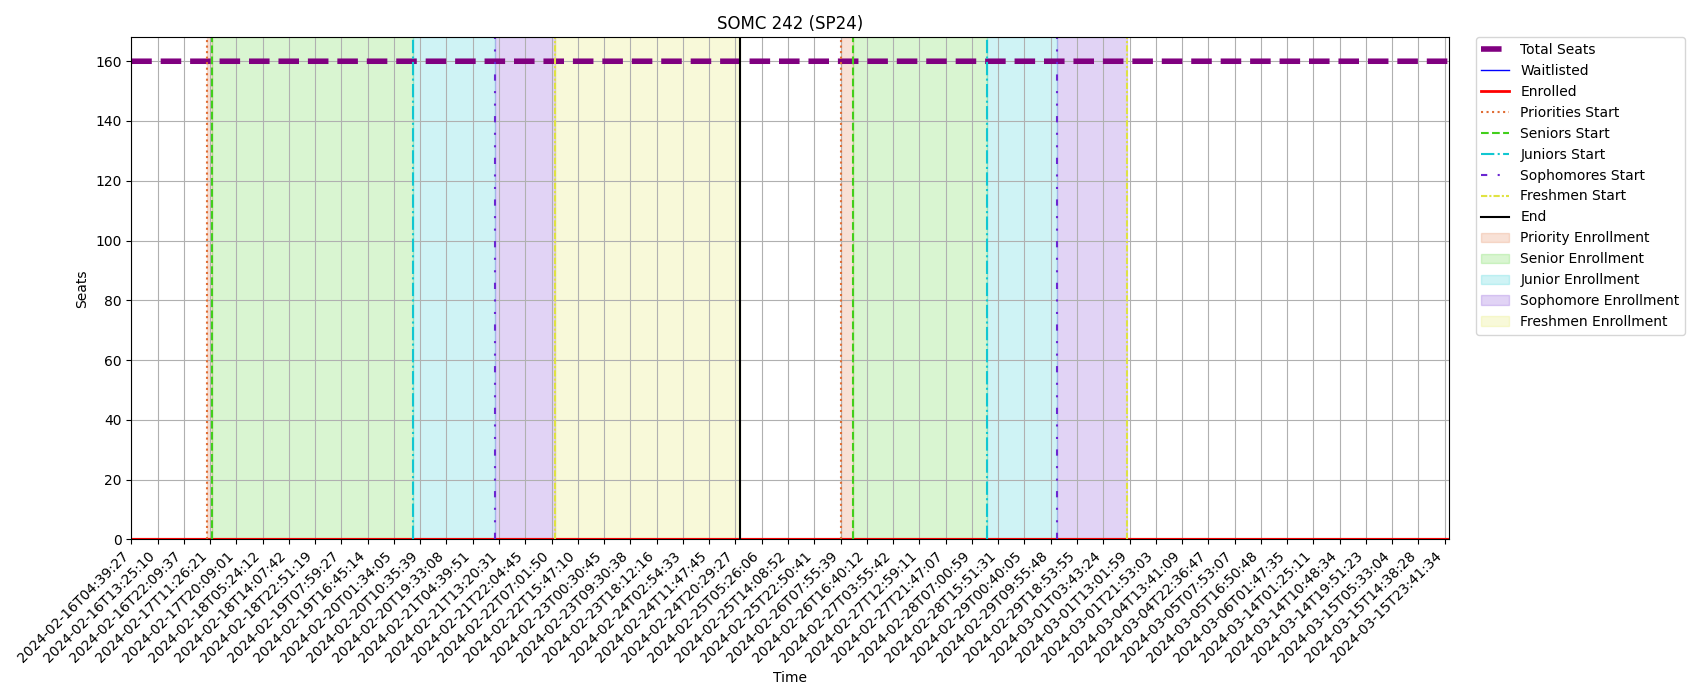 SOMC 242 (SP24)
Seats
160
140
120
100
80
60
40
20
0
2024-02-16T04:39:27
2024-02-16T13:25:10
2024-02-16T22:09:37
2024-02-17T11:26:21
2024-02-17T20:09:01
2024-02-18T05:24:12
2024-02-18T14:07:42
2024-02-18T22:51:19
2024-02-19T07:59:27
2024-02-19T16:45:14
2024-02-20T01:34:05
2024-02-20T10:35:39
2024-02-20T19:33:08
2024-02-21T04:39:51
2024-02-21T13:20:31
2024-02-21T22:04:45
2024-02-22T07:01:50
2024-02-22T15:47:10
2024-02-23T00:30:45
2024-02-23T09:30:38
2024-02-23T18:12:16
2024-02-24T02:54:33
2024-02-24T11:47:45
2024-02-24T20:29:27
2024-02-25T05:26:06
2024-02-25T14:08:52
2024-02-25T22:50:41
2024-02-26T07:55:39
2024-02-26T16:40:12
2024-02-27T03:55:42
2024-02-27T12:59:11
2024-02-27T21:47:07
2024-02-28T07:00:59
2024-02-28T15:51:31
2024-02-29T00:40:05
2024-02-29T09:55:48
2024-02-29T18:53:55
2024-03-01T03:43:24
2024-03-01T13:01:59
2024-03-01T21:53:03
2024-03-04T13:41:09
2024-03-04T22:36:47
2024-03-05T07:53:07
2024-03-05T16:50:48
2024-03-06T01:47:35
2024-03-14T01:25:11
2024-03-14T10:48:34
2024-03-14T19:51:23
2024-03-15T05:33:04
2024-03-15T14:38:28
2024-03-15T23:41:34
Time
Total Seats
Waitlisted
Enrolled
Priorities Start
Seniors Start
Juniors Start
Sophomores Start
Freshmen Start
End
Priority Enrollment
Senior Enrollment
Junior Enrollment
Sophomore Enrollment
Freshmen Enrollment